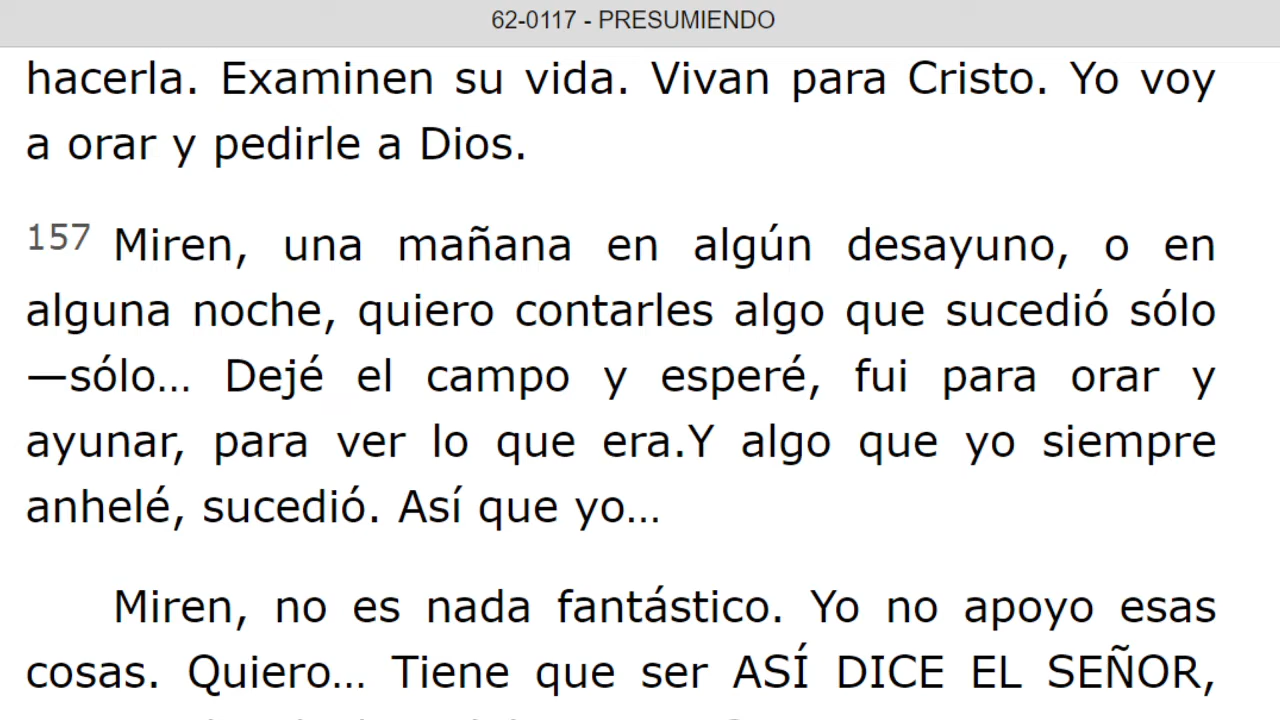 62-0117 - PRESUMIENDO
hacerla. Examinen su vida. Vivan para Cristo. Yo voy
a orar y pedirle a Dios.
157 Miren, una mañana en algún desayuno, o en
alguna noche, quiero contarles algo que sucedió sólo
—sólo… Dejé el campo y esperé, fui para orar y
ayunar, para ver lo que era.Y algo que yo siempre
anhelé, sucedió. Así que yo…
Miren, no es nada fantástico. Yo no apoyo esas
cosas. Quiero… Tiene que ser ASÍ DICE EL SEÑOR,